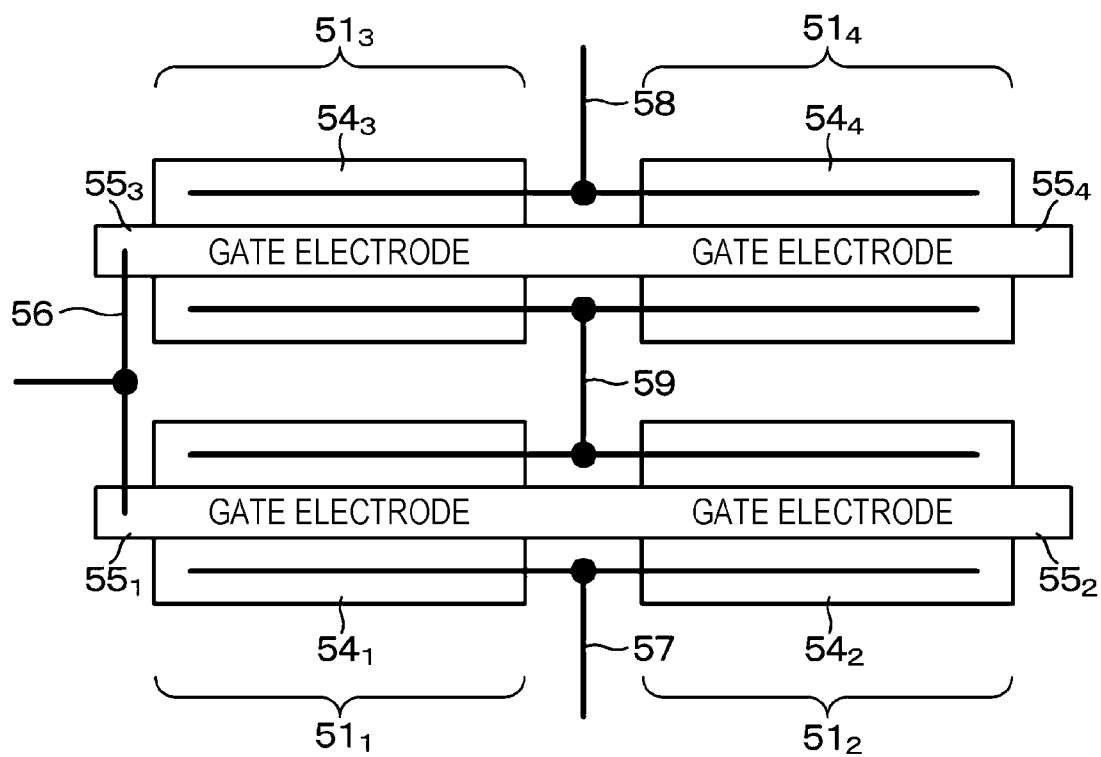 51₃ 51₄
58
54₃ 54₄
55₃ 55₄
GATE ELECTRODE GATE ELECTRODE
56
59
GATE ELECTRODE GATE ELECTRODE
55₁ 55₂
54₁ 57 54₂
51₁ 51₂